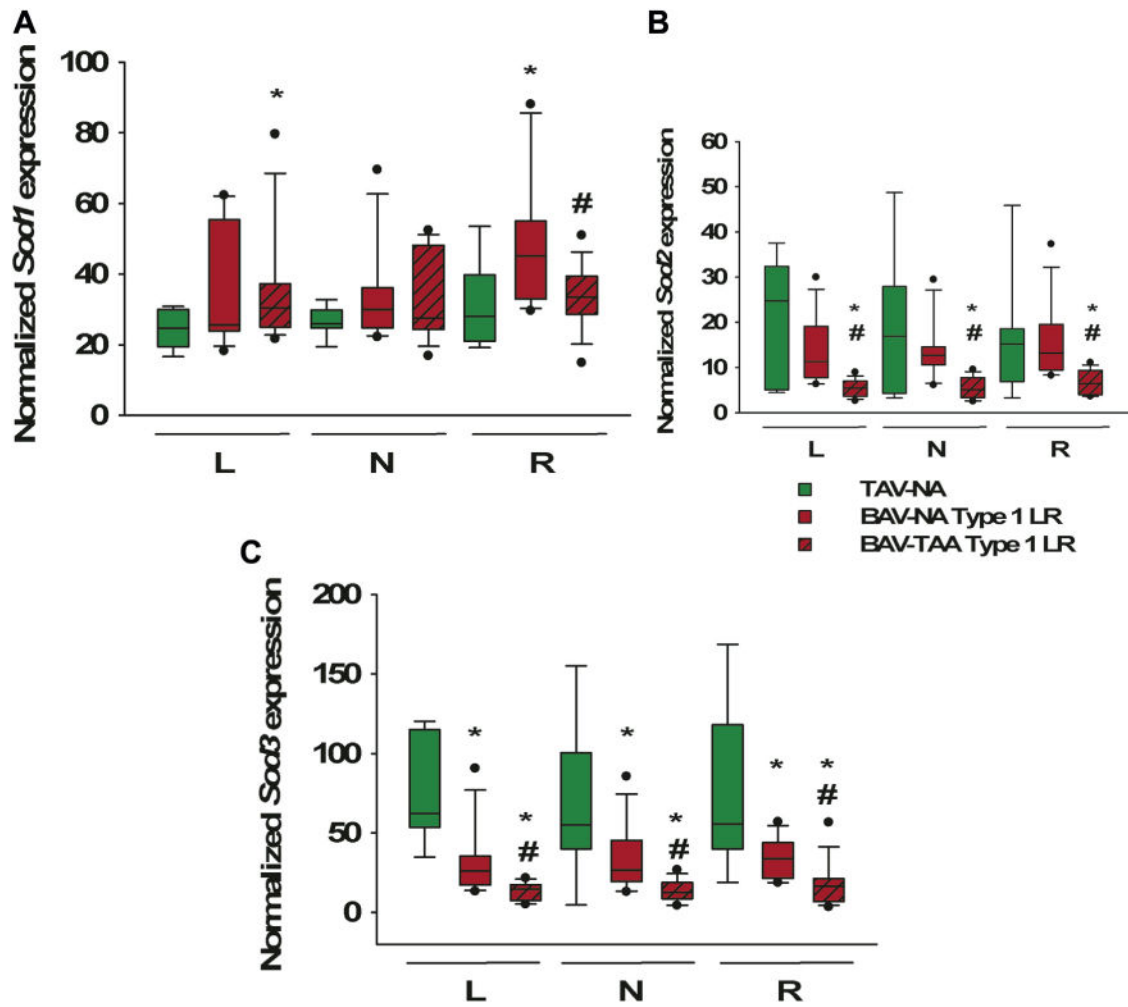 A
Normalized Sod1 expression
100
80
60
40
20
0
*
*
#
L N R
B
Normalized Sod2 expression
60
50
40
30
20
10
0
* * *
# # #
L N R
TAV-NA
BAV-NA Type 1 LR
BAV-TAA Type 1 LR
C
Normalized Sod3 expression
200
150
100
50
0
* * * *
* *
# # #
L N R